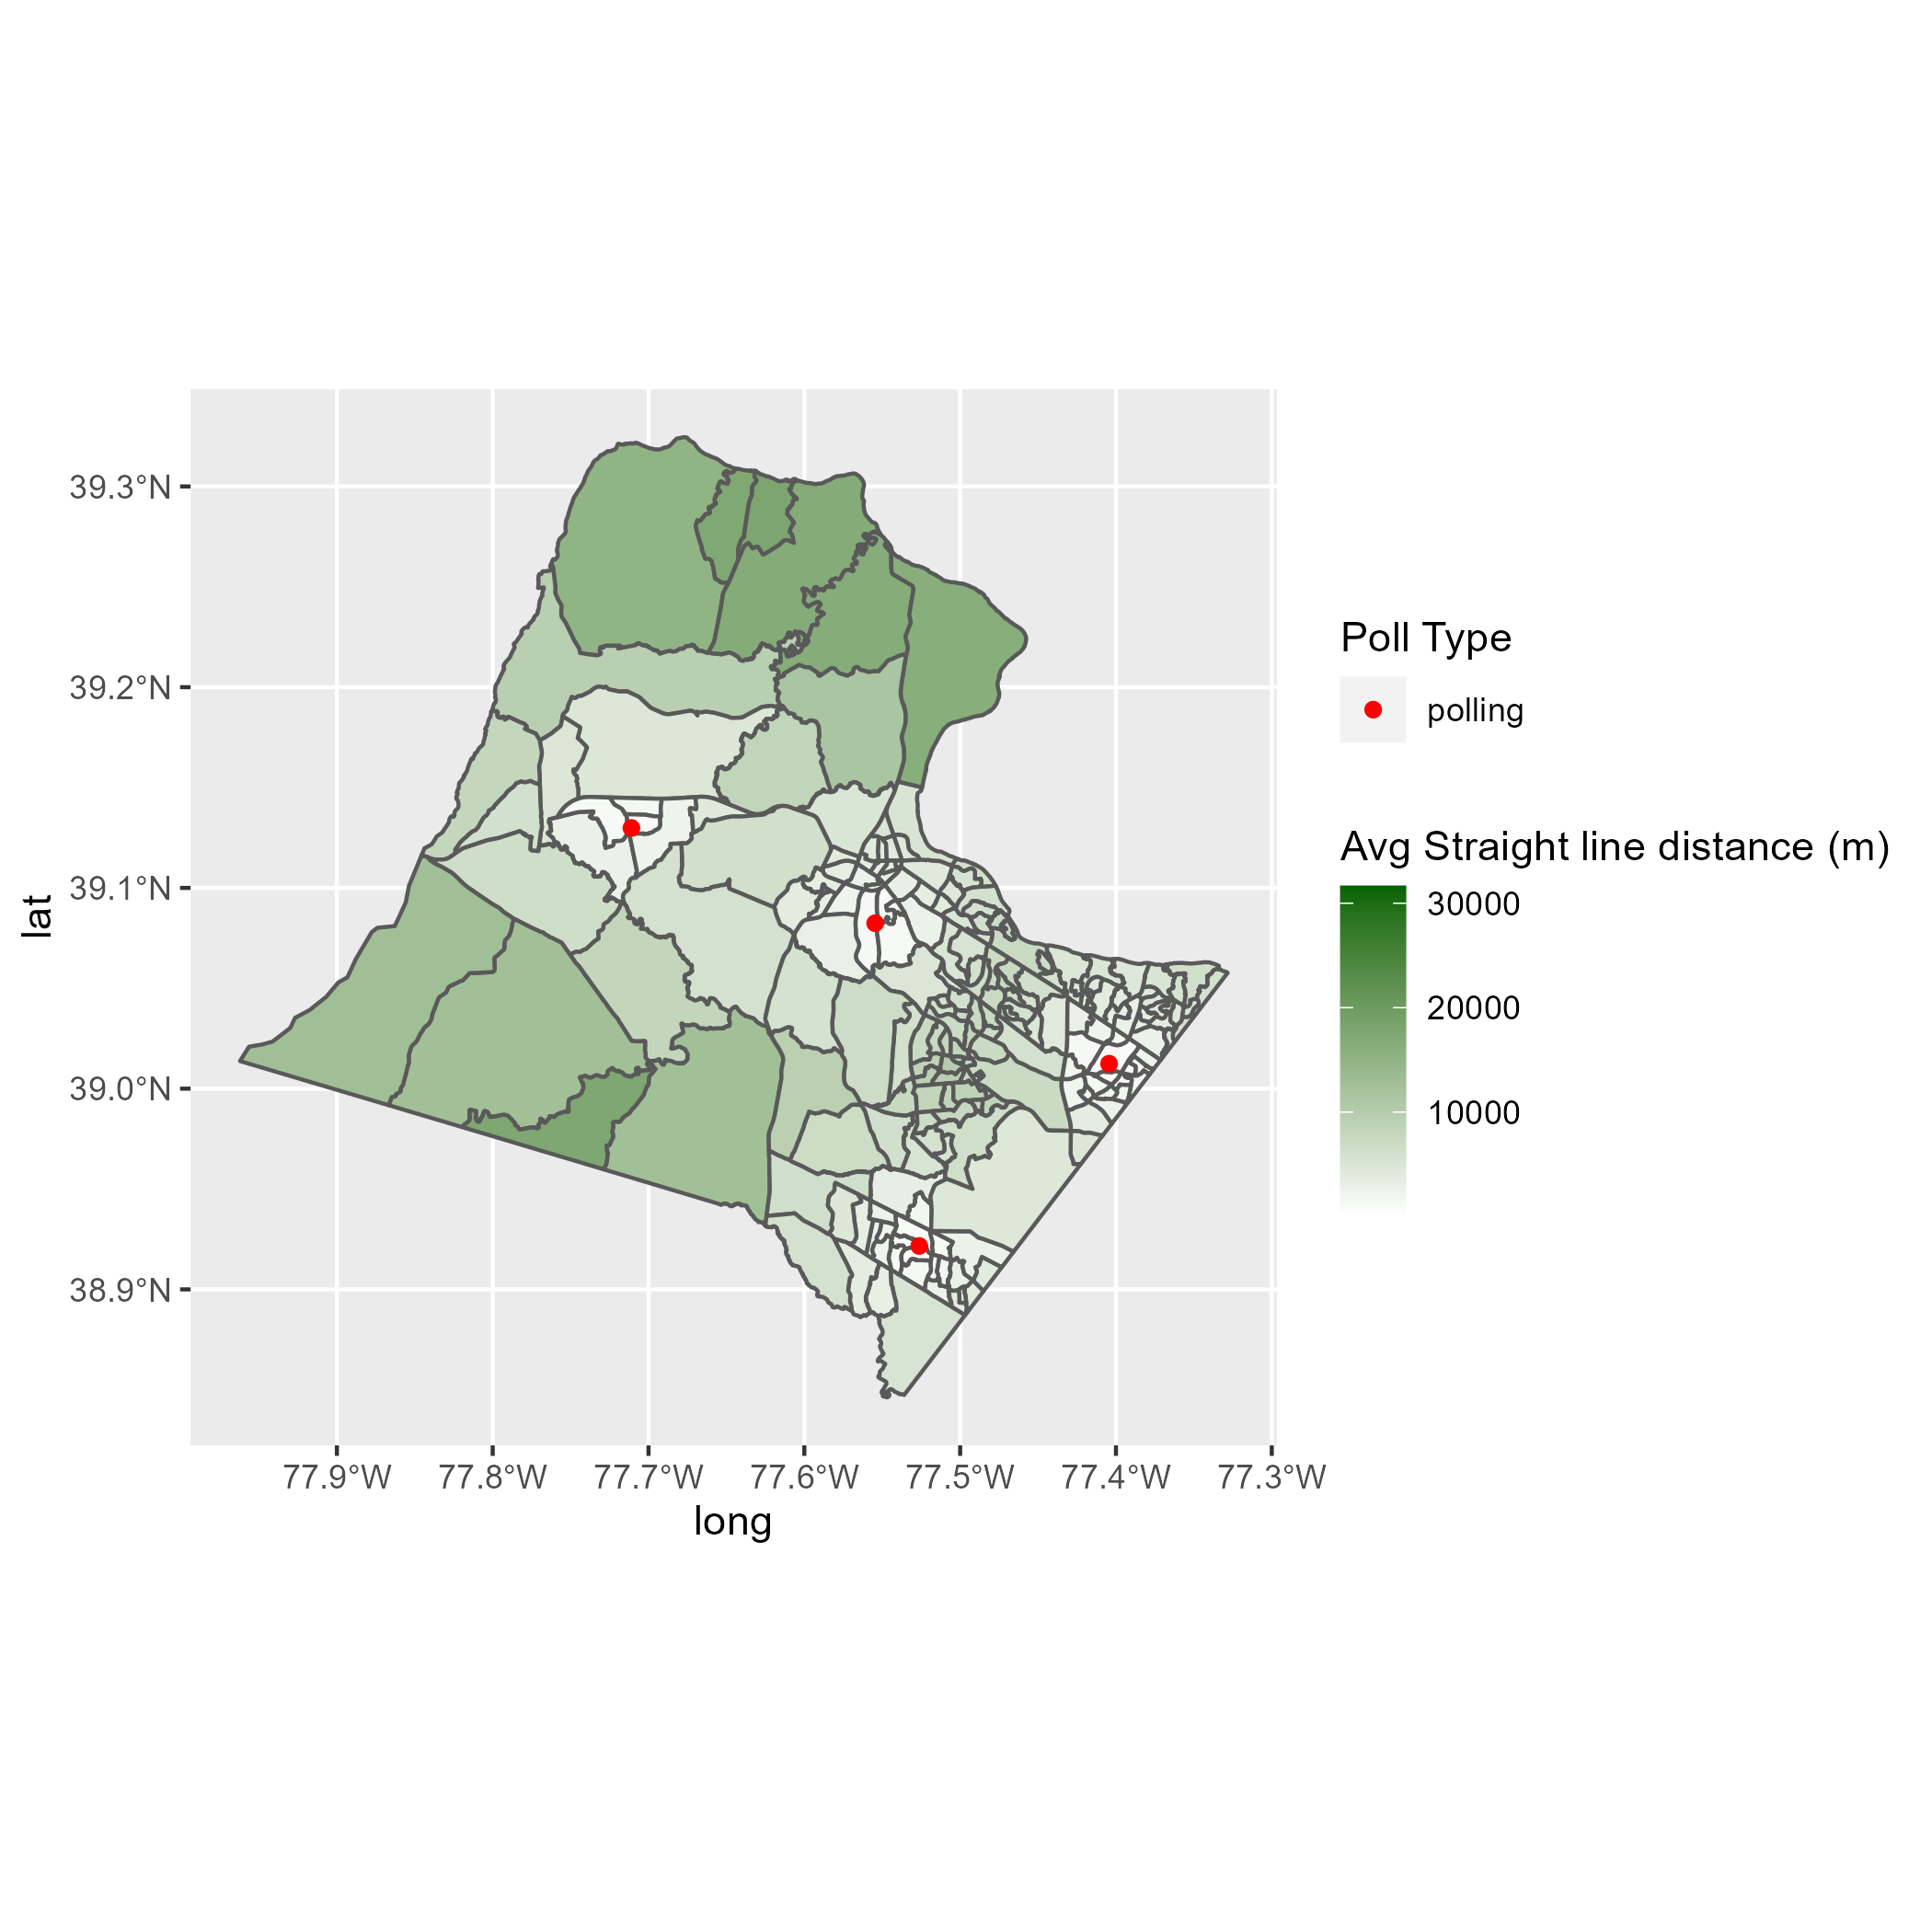 39.3°N
39.2°N
39.1°N
39.0°N
38.9°N
lat
77.9°W 77.8°W 77.7°W 77.6°W 77.5°W 77.4°W 77.3°W
long
Poll Type
polling
Avg Straight line distance (m)
30000
20000
10000